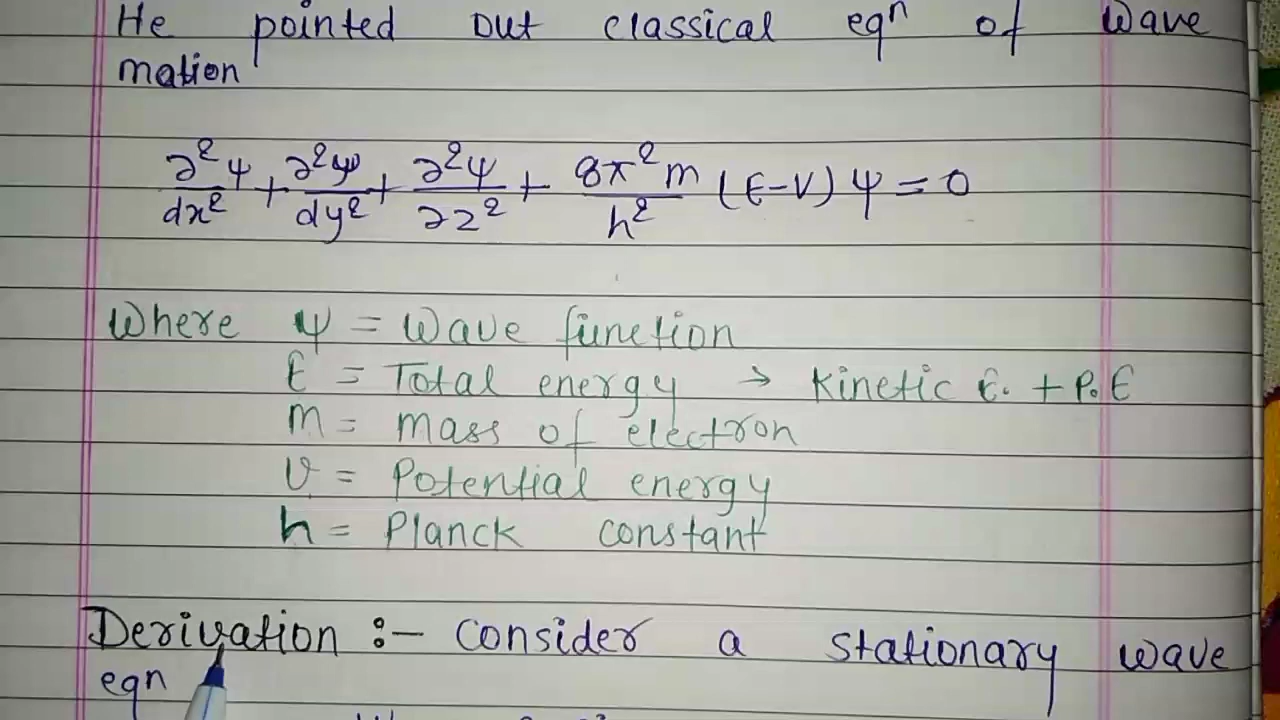 He pointed out classical eqⁿ of wave
mation
∂²ψ/dx² + ∂²ψ/dy² + ∂²ψ/∂z² + 8π²m/h² (E-V) ψ = 0
Where ψ = Wave function
E = Total energy → Kinetic E. + P.E
m = mass of electron
V = Potential energy
h = Planck constant
Derivation :- Consider a stationary wave
eqn